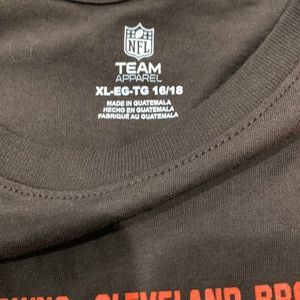 NFL
TEAM
APPAREL
XL-EG-TG 16/18
MADE IN GUATEMALA
HECHO EN GUATEMALA
FABRIQUÉ AU GUATEMALA
CLEVELAND